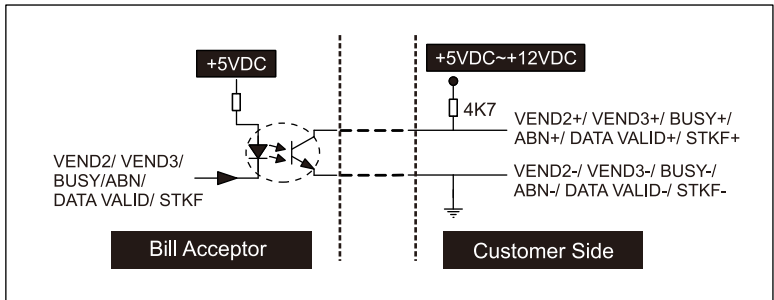 +5VDC
+5VDC~+12VDC
4K7
VEND2+/ VEND3+/ BUSY+/
ABN+/ DATA VALID+/ STKF+
VEND2/ VEND3/
BUSY/ABN/
DATA VALID/ STKF
VEND2-/ VEND3-/ BUSY-/
ABN-/ DATA VALID-/ STKF-
Bill Acceptor
Customer Side